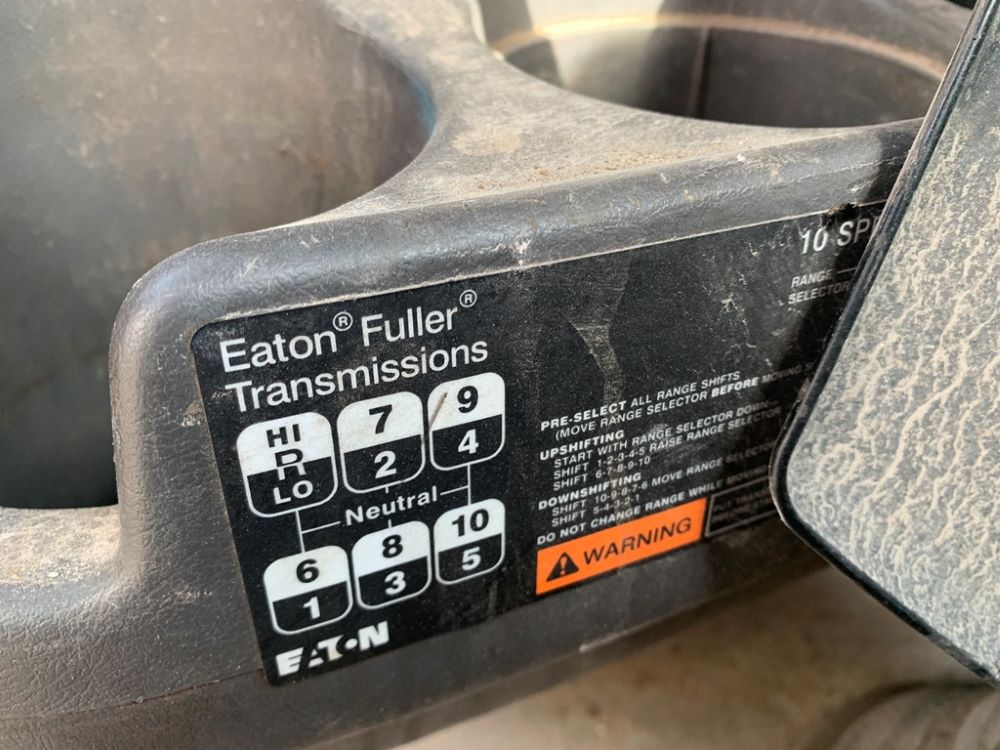 Eaton® Fuller®
Transmissions
HI
R
LO
7
2
9
4
Neutral
6
1
8
3
10
5
EATON
10
RANGE
SELECTOR
PRE-SELECT ALL RANGE SHIFTS
(MOVE RANGE SELECTOR BEFORE MOVING
UPSHIFTING
START WITH RANGE SELECTOR DOWN
SHIFT 1-2-3-4-5 RAISE RANGE SELECTOR
SHIFT 6-7-8-9-10
DOWNSHIFTING
SHIFT 10-9-8-7-6 MOVE RANGE SELECTOR
SHIFT 5-4-3-2-1
DO NOT CHANGE RANGE WHILE MOVING
WARNING